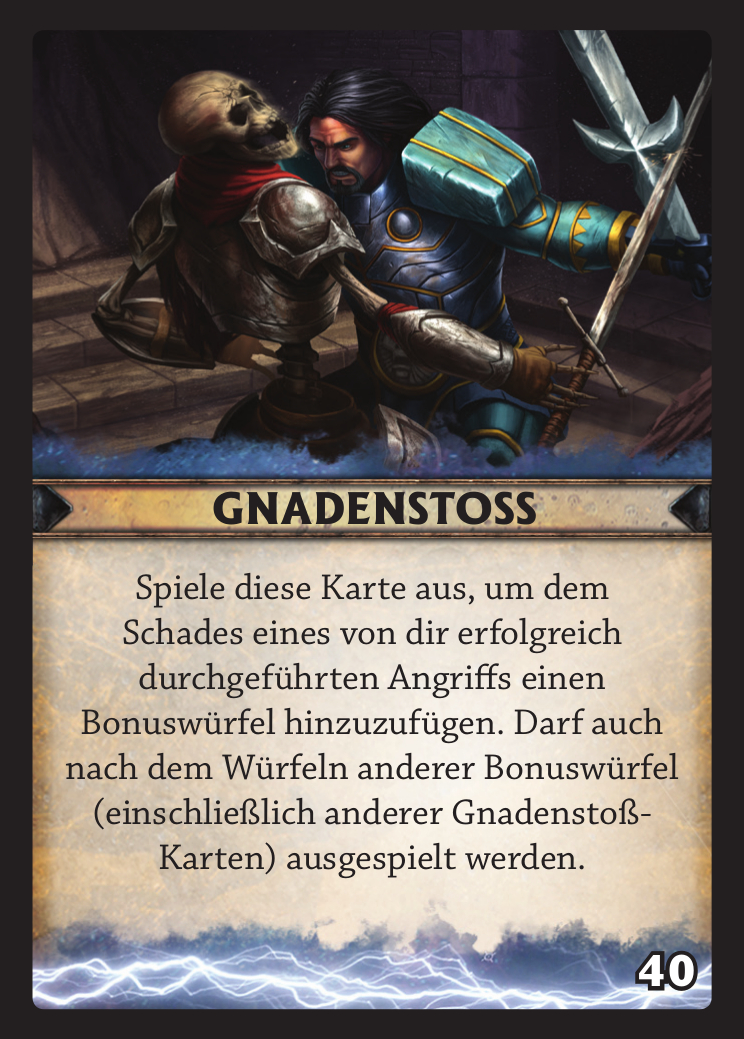 GNADENSTOSS
Spiele diese Karte aus, um dem
Schades eines von dir erfolgreich
durchgeführten Angriffs einen
Bonuswürfel hinzuzufügen. Darf auch
nach dem Würfeln anderer Bonuswürfel
(einschließlich anderer Gnadenstoß-
Karten) ausgespielt werden.
40